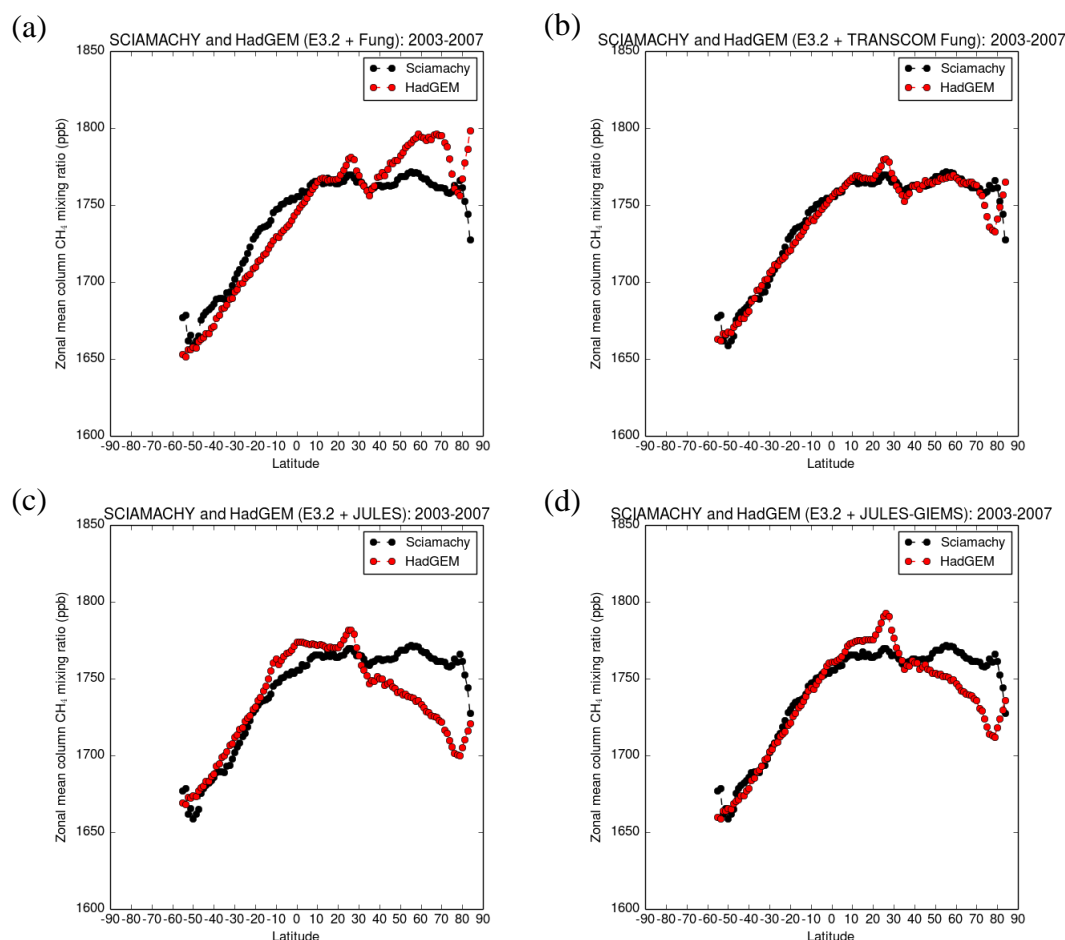 (a)
SCIAMACHY and HadGEM (E3.2 + Fung): 2003-2007
1850
1800
1750
1700
1650
1600
Zonal mean column CH₄ mixing ratio (ppb)
Sciamachy
HadGEM
-90 -80 -70 -60 -50 -40 -30 -20 -10 0 10 20 30 40 50 60 70 80 90
Latitude
(b)
SCIAMACHY and HadGEM (E3.2 + TRANSCOM Fung): 2003-2007
1850
1800
1750
1700
1650
1600
Zonal mean column CH₄ mixing ratio (ppb)
Sciamachy
HadGEM
-90 -80 -70 -60 -50 -40 -30 -20 -10 0 10 20 30 40 50 60 70 80 90
Latitude
(c)
SCIAMACHY and HadGEM (E3.2 + JULES): 2003-2007
1850
1800
1750
1700
1650
1600
Zonal mean column CH₄ mixing ratio (ppb)
Sciamachy
HadGEM
-90 -80 -70 -60 -50 -40 -30 -20 -10 0 10 20 30 40 50 60 70 80 90
Latitude
(d)
SCIAMACHY and HadGEM (E3.2 + JULES-GIEMS): 2003-2007
1850
1800
1750
1700
1650
1600
Zonal mean column CH₄ mixing ratio (ppb)
Sciamachy
HadGEM
-90 -80 -70 -60 -50 -40 -30 -20 -10 0 10 20 30 40 50 60 70 80 90
Latitude